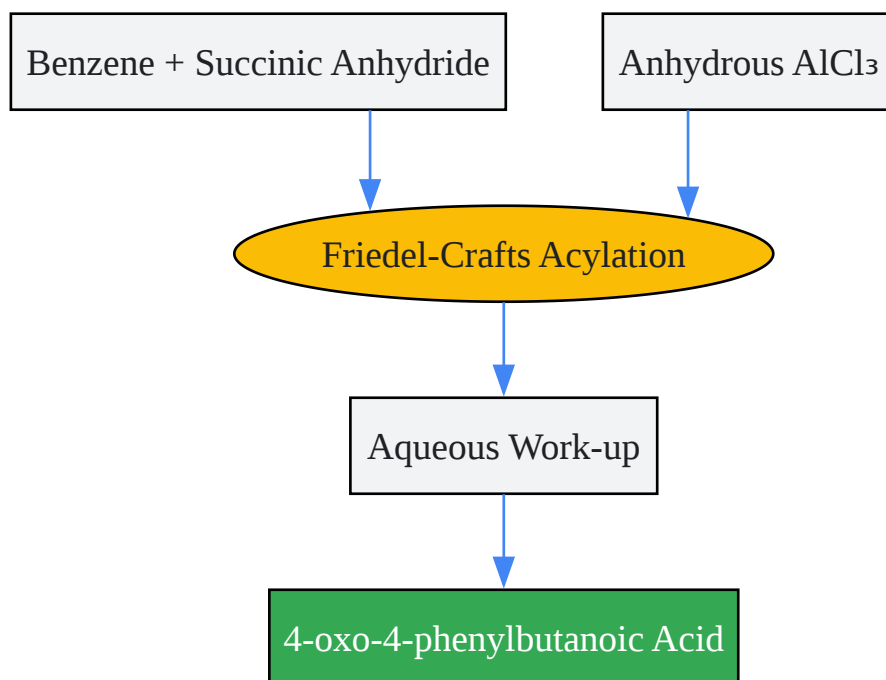 Benzene + Succinic Anhydride
Anhydrous AlCl₃
Friedel-Crafts Acylation
Aqueous Work-up
4-oxo-4-phenylbutanoic Acid